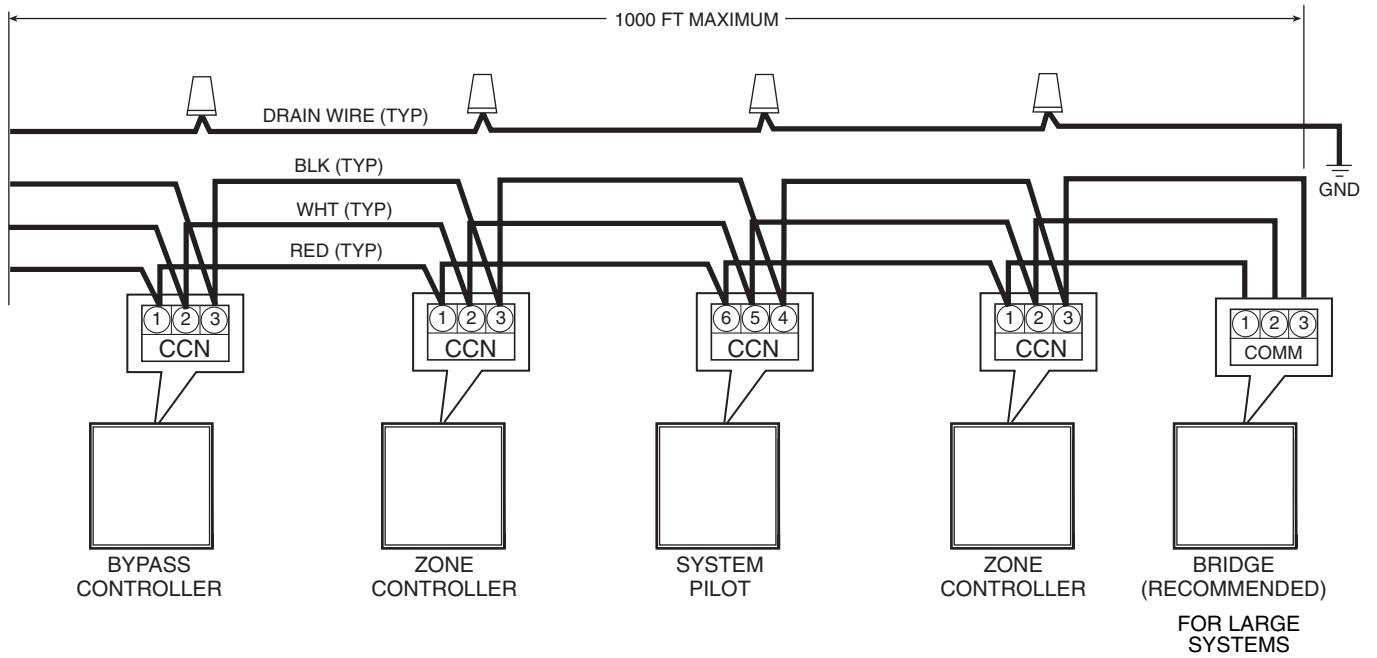 1000 FT MAXIMUM
DRAIN WIRE (TYP)
BLK (TYP)
GND
WHT (TYP)
RED (TYP)
1 2 3
CCN
1 2 3
CCN
6 5 4
CCN
1 2 3
CCN
1 2 3
COMM
BYPASS
CONTROLLER
ZONE
CONTROLLER
SYSTEM
PILOT
ZONE
CONTROLLER
BRIDGE
(RECOMMENDED)
FOR LARGE
SYSTEMS